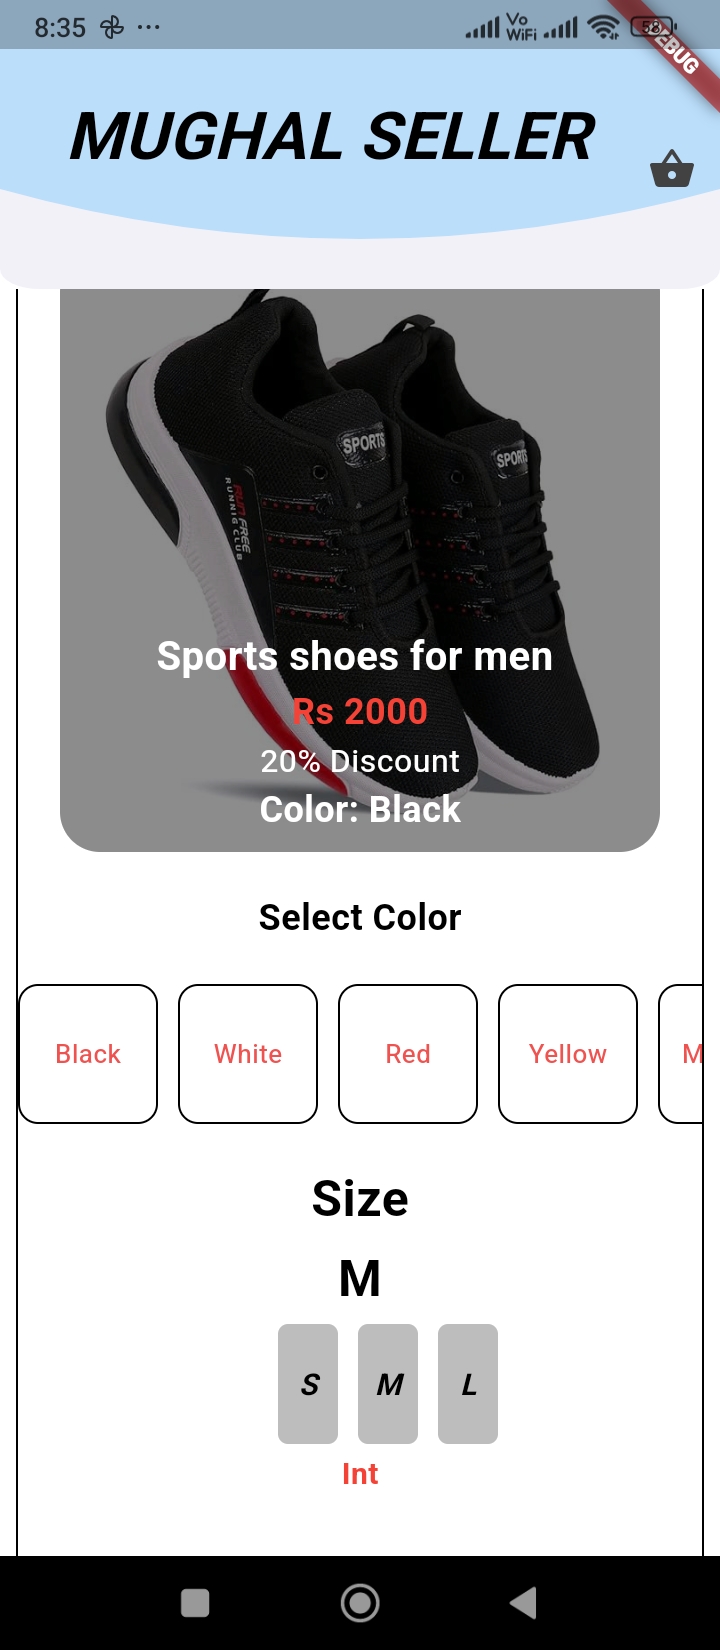 8:35
Vo
WiFi
58
DEBUG
MUGHAL SELLER
SPORTS
SPORTS
RUN FREE
RUNNIG CLUB
Sports shoes for men
Rs 2000
20% Discount
Color: Black
Select Color
Black White Red Yellow M
Size
M
S M L
Int